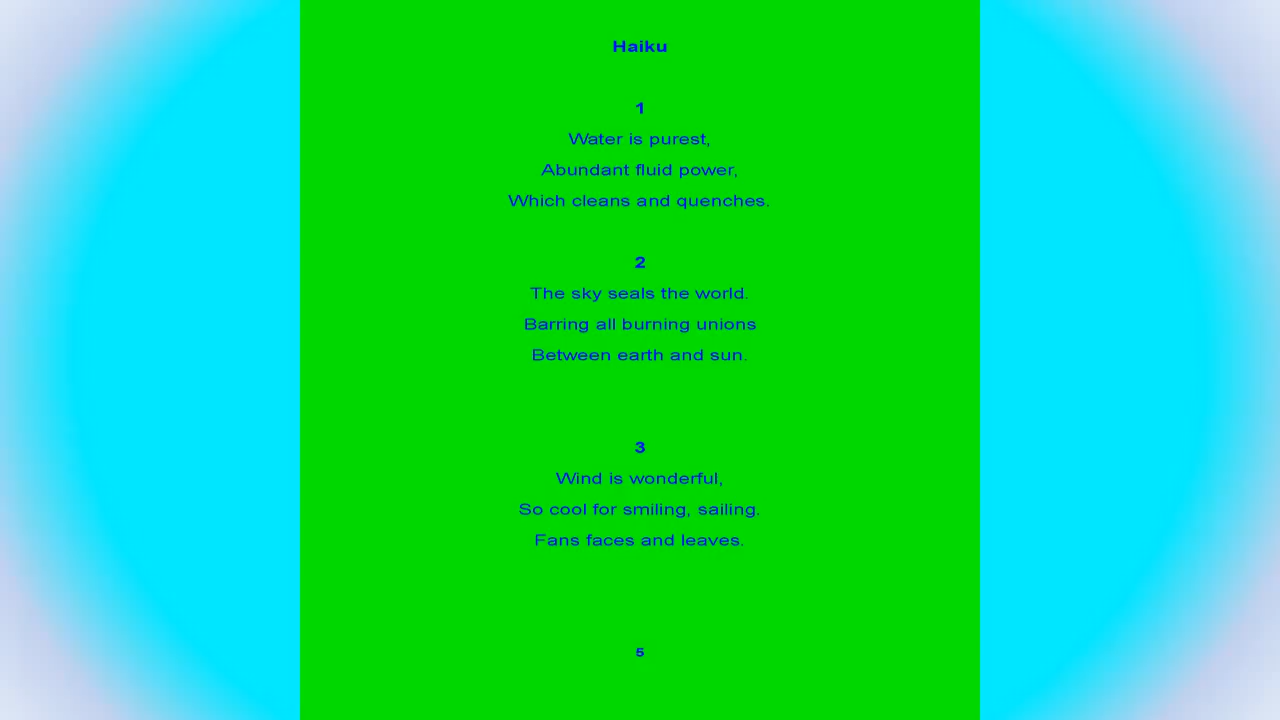 Haiku
1
Water is purest,
Abundant fluid power,
Which cleans and quenches.
2
The sky seals the world.
Barring all burning unions
Between earth and sun.
3
Wind is wonderful,
So cool for smiling, sailing.
Fans faces and leaves.
5